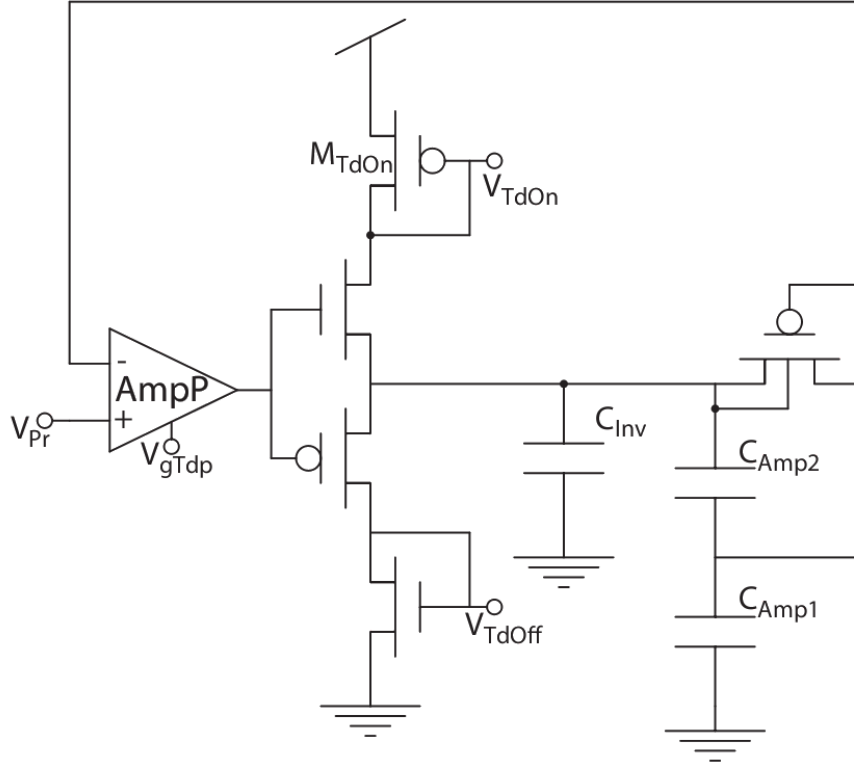 M_TdOn
V_TdOn
-
AmpP
+
V_Pr
V_gTdp
C_Inv
C_Amp2
C_Amp1
V_TdOff